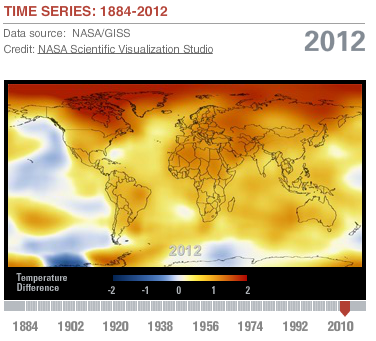 TIME SERIES: 1884-2012
Data source: NASA/GISS
Credit: NASA Scientific Visualization Studio
2012
2012
Temperature
Difference
-2 -1 0 1 2
1884 1902 1920 1938 1956 1974 1992 2010